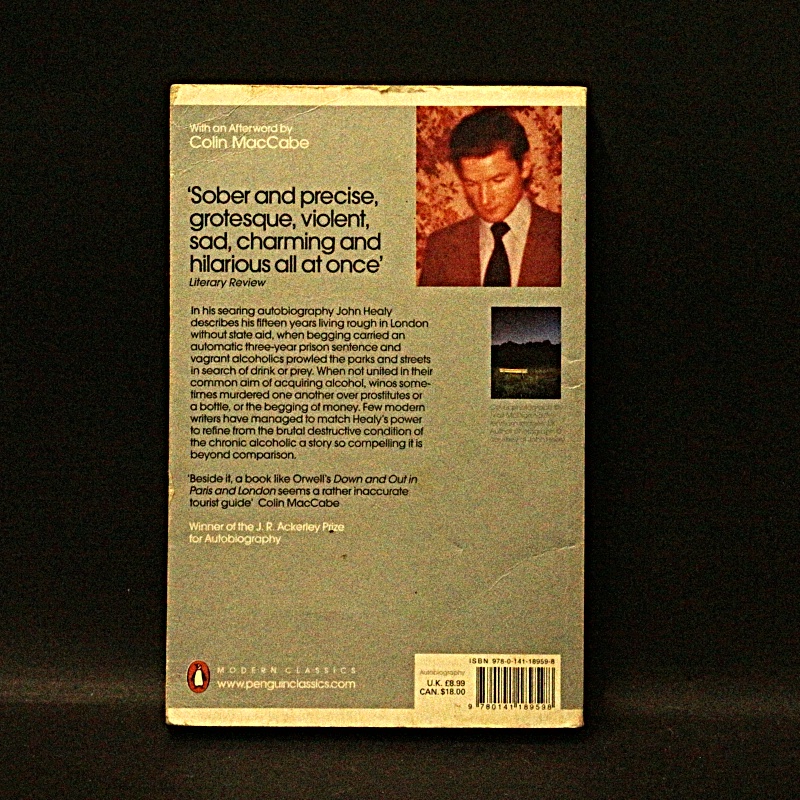 With an Afterword by
Colin MacCabe
‘Sober and precise,
grotesque, violent,
sad, charming and
hilarious all at once’
Literary Review
In his searing autobiography John Healy
describes his fifteen years living rough in London
without state aid, when begging carried an
automatic three-year prison sentence and
vagrant alcoholics prowled the parks and streets
in search of drink or prey. When not united in their
common aim of acquiring alcohol, winos some-
times murdered one another over prostitutes or
a bottle, or the begging of money. Few modern
writers have managed to match Healy's power
to refine from the brutal destructive condition of
the chronic alcoholic a story so compelling it is
beyond comparison.
‘Beside it, a book like Orwell's Down and Out in
Paris and London seems a rather inaccurate
tourist guide’ Colin MacCabe
Winner of the J. R. Ackerley Prize
for Autobiography
MODERN CLASSICS
www.penguinclassics.com
Autobiography
U.K. £8.99
CAN. $18.00
ISBN 978-0-141-18959-8
9 780141 189598